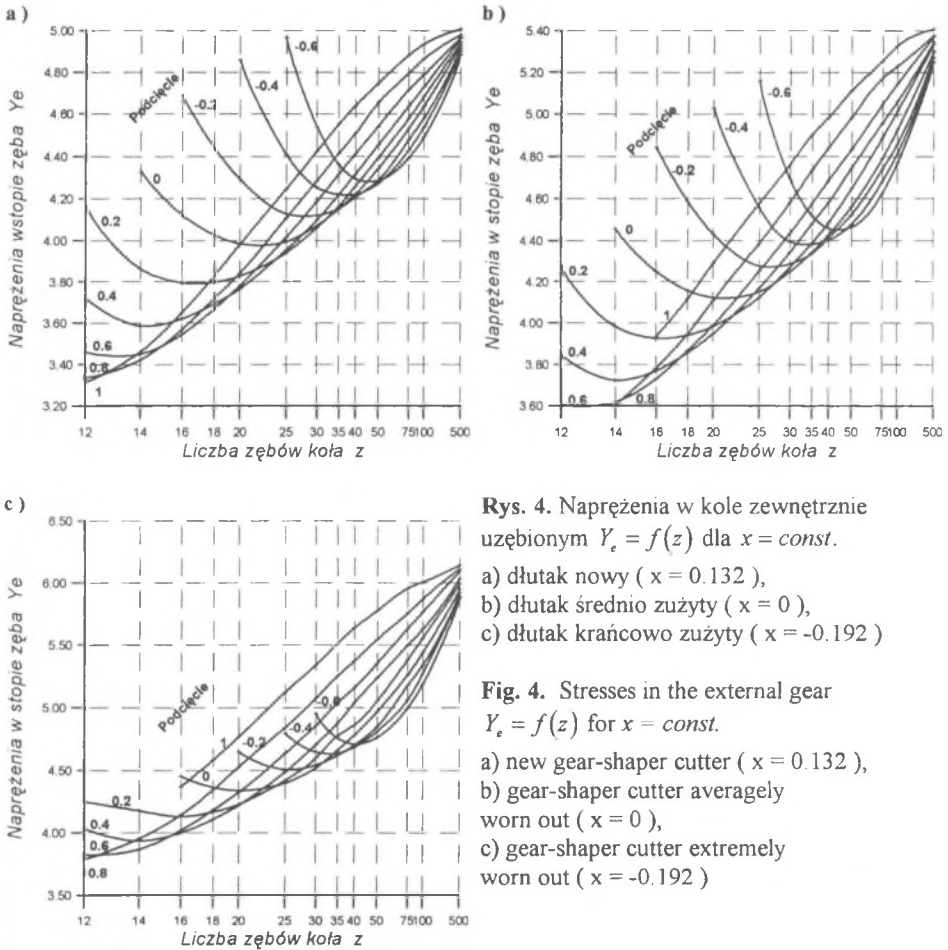 a )
Naprężenia wstopie zęba Ye
5.00
4.80
4.60
4.40
4.20
4.00
3.80
3.60
3.40
3.20
Podcięcie
-0.6
-0.4
-0.2
0
0.2
0.4
0.6
0.8
1
12 14 16 18 20 25 30 35 40 50 75 100 500
Liczba zębów koła z
b )
Naprężenia w stopie zęba Ye
5.40
5.20
5.00
4.80
4.60
4.40
4.20
4.00
3.80
3.60
Podcięcie
-0.6
-0.4
-0.2
0
0.2
1
0.4
0.6
0.8
12 14 16 18 20 25 30 35 40 50 75 100 500
Liczba zębów koła z
c )
Naprężenia w stopie zęba Ye
6.50
6.00
5.50
5.00
4.50
4.00
3.50
Podcięcie
-0.6
-0.4
-0.2
1
0
0.2
0.4
0.6
0.8
12 14 16 18 20 25 30 35 40 50 75 100 500
Liczba zębów koła z
Rys. 4. Naprężenia w kole zewnętrznie
uzębionym Ye = f(z) dla x = const.
a) dłutak nowy ( x = 0.132 ),
b) dłutak średnio zużyty ( x = 0 ),
c) dłutak krańcowo zużyty ( x = -0.192 )
Fig. 4. Stresses in the external gear
Ye = f(z) for x = const.
a) new gear-shaper cutter ( x = 0.132 ),
b) gear-shaper cutter averagely
worn out ( x = 0 ),
c) gear-shaper cutter extremely
worn out ( x = -0.192 )